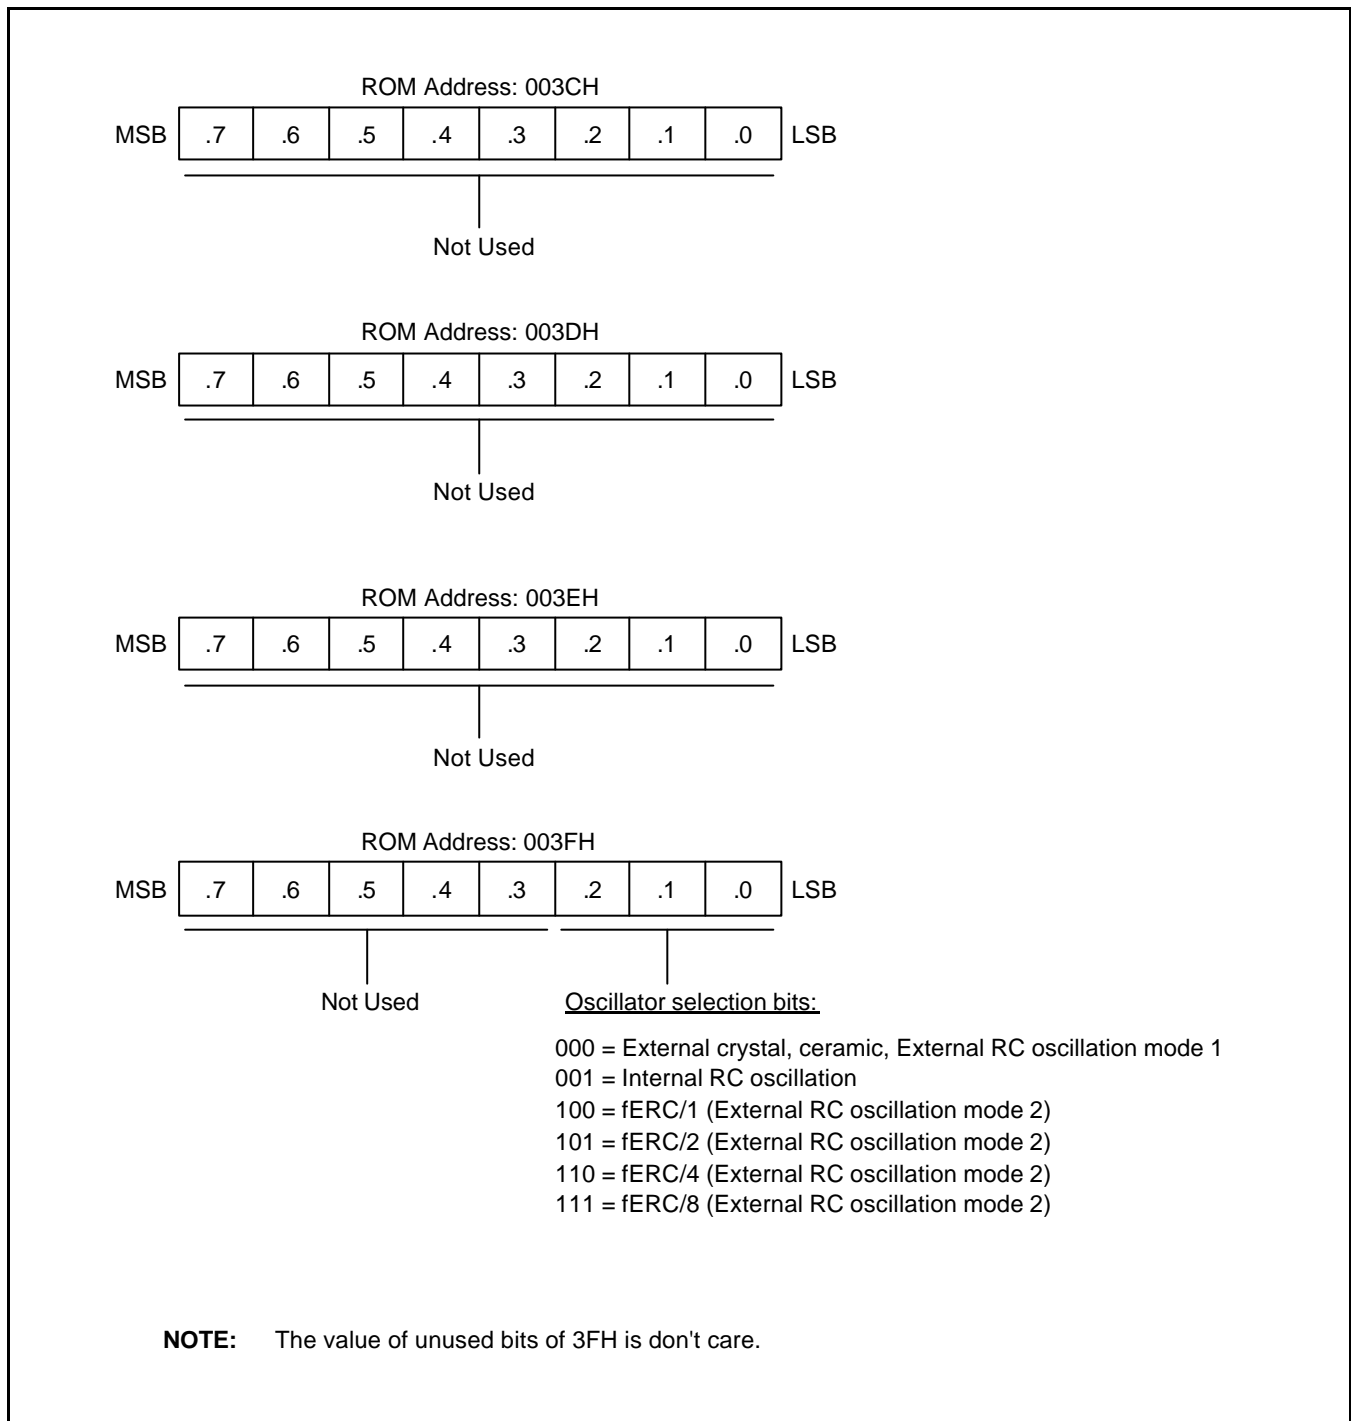 ROM Address: 003CH
MSB .7 .6 .5 .4 .3 .2 .1 .0 LSB
Not Used
ROM Address: 003DH
MSB .7 .6 .5 .4 .3 .2 .1 .0 LSB
Not Used
ROM Address: 003EH
MSB .7 .6 .5 .4 .3 .2 .1 .0 LSB
Not Used
ROM Address: 003FH
MSB .7 .6 .5 .4 .3 .2 .1 .0 LSB
Not Used
Oscillator selection bits:
000 = External crystal, ceramic, External RC oscillation mode 1
001 = Internal RC oscillation
100 = fERC/1 (External RC oscillation mode 2)
101 = fERC/2 (External RC oscillation mode 2)
110 = fERC/4 (External RC oscillation mode 2)
111 = fERC/8 (External RC oscillation mode 2)
NOTE: The value of unused bits of 3FH is don't care.